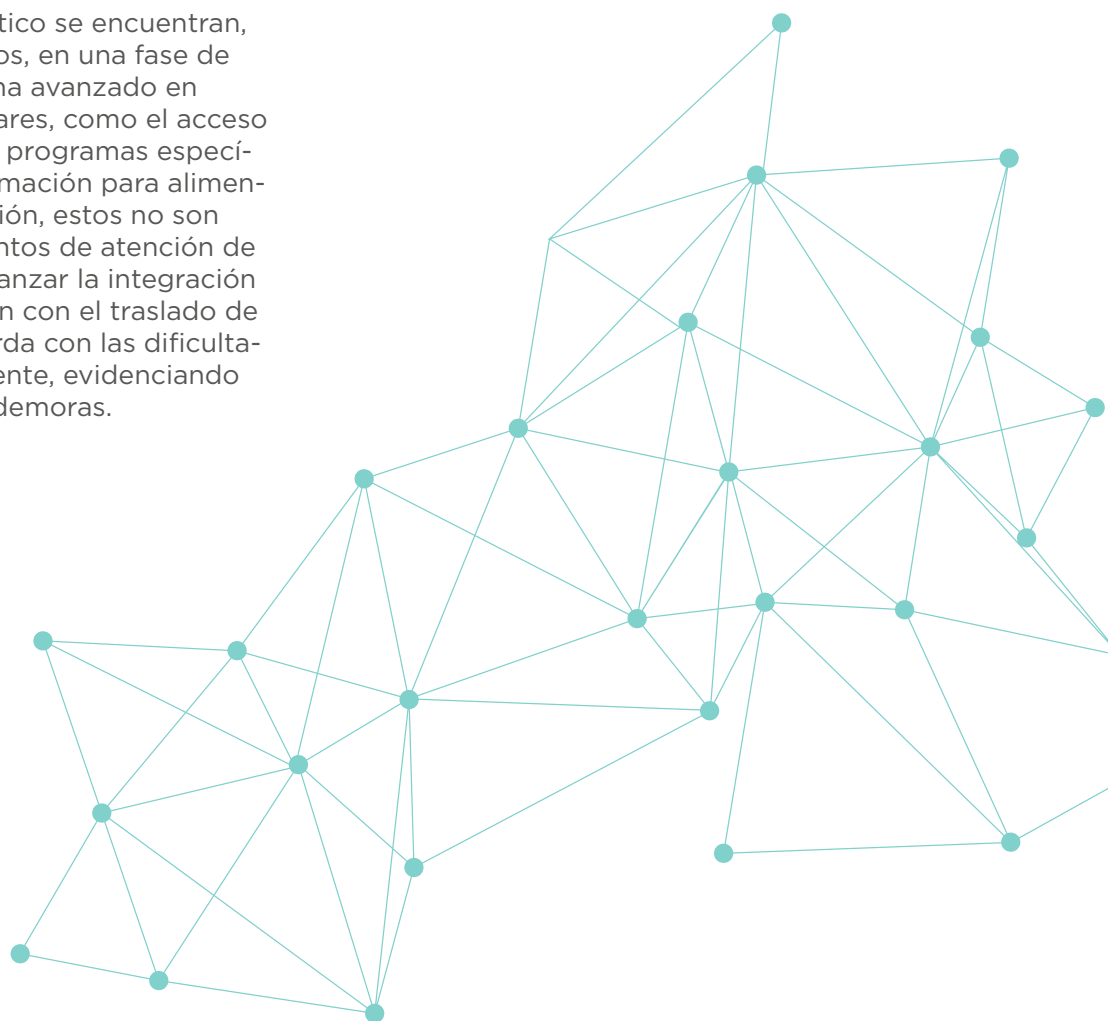 tico se encuentran,
os, en una fase de
na avanzado en
ares, como el acceso
programas especí-
rmación para alimen-
ión, estos no son
ntos de atención de
anzar la integración
n con el traslado de
rda con las dificulta-
ente, evidenciando
demoras.